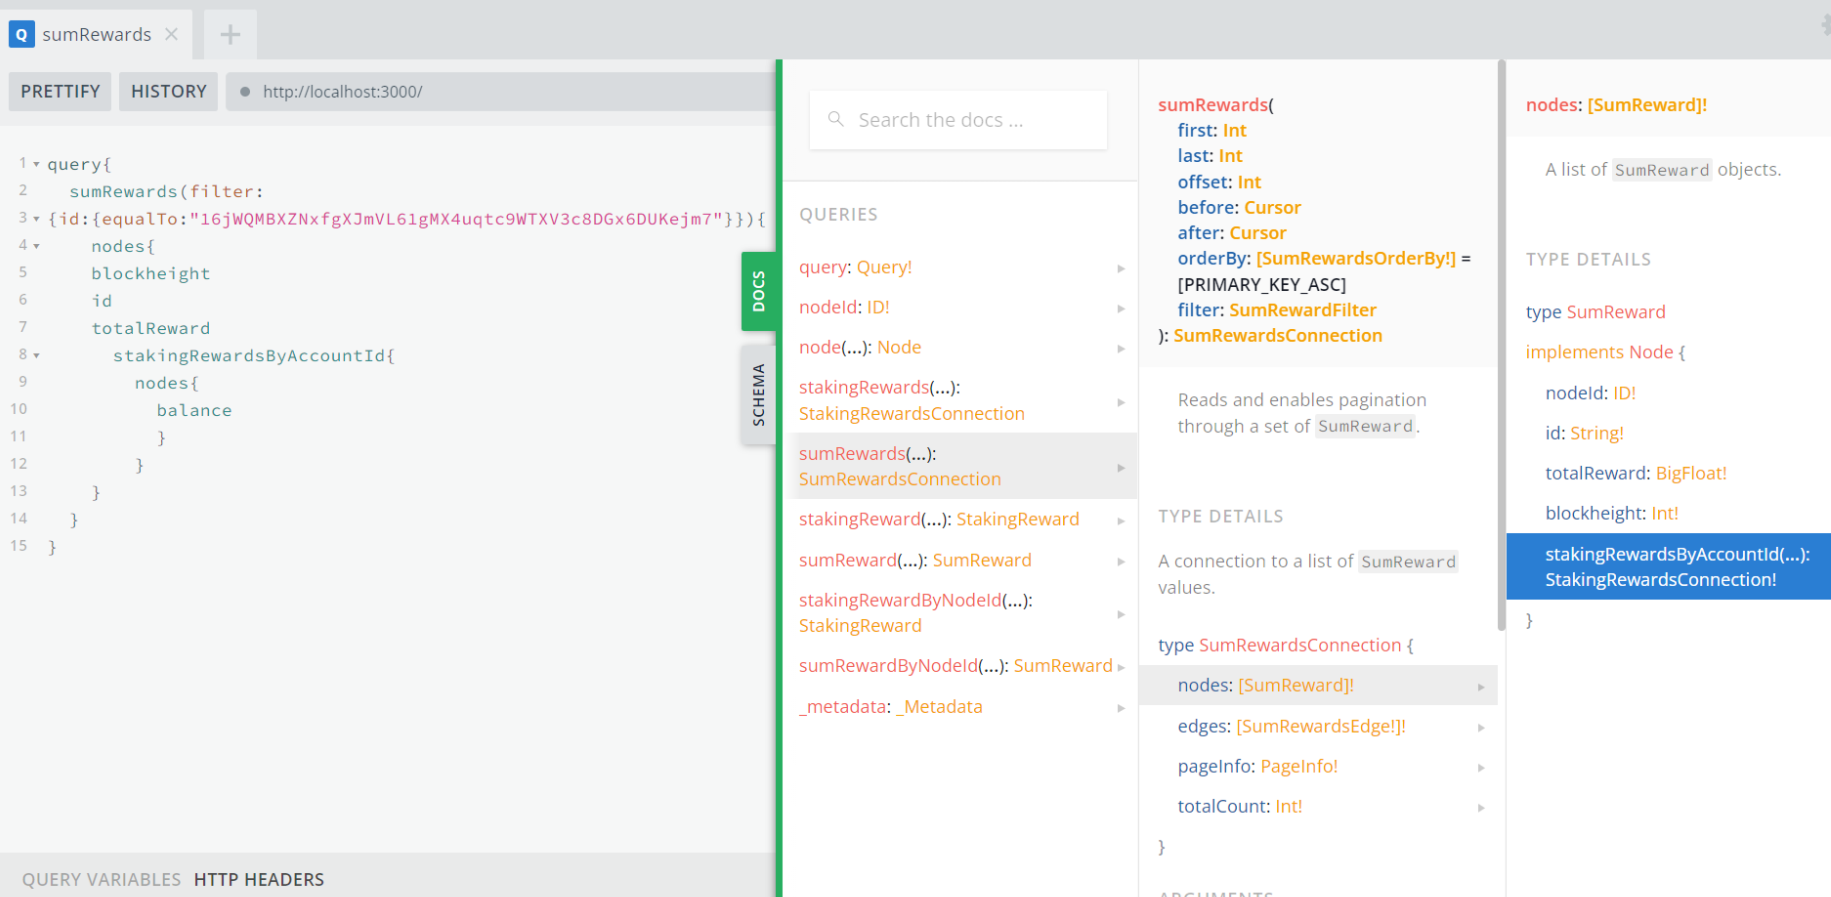 Q sumRewards
PRETTIFY HISTORY http://localhost:3000/
1 query{
2 sumRewards(filter:
3 {id:{equalTo:"16jWQMBXZNxfgXJmVL61gMX4uqtc9WTXV3c8DGx6DUKejm7"}}){
4 nodes{
5 blockheight
6 id
7 totalReward
8 stakingRewardsByAccountId{
9 nodes{
10 balance
11 }
12 }
13 }
14 }
15 }
QUERY VARIABLES HTTP HEADERS
DOCS
SCHEMA
Search the docs ...
QUERIES
query: Query!
nodeId: ID!
node(...): Node
stakingRewards(...):
StakingRewardsConnection
sumRewards(...):
SumRewardsConnection
stakingReward(...): StakingReward
sumReward(...): SumReward
stakingRewardByNodeId(...):
StakingReward
sumRewardByNodeId(...): SumReward
_metadata: _Metadata
sumRewards(
first: Int
last: Int
offset: Int
before: Cursor
after: Cursor
orderBy: [SumRewardsOrderBy!] =
[PRIMARY_KEY_ASC]
filter: SumRewardFilter
): SumRewardsConnection
Reads and enables pagination
through a set of SumReward.
TYPE DETAILS
A connection to a list of SumReward
values.
type SumRewardsConnection {
nodes: [SumReward]!
edges: [SumRewardsEdge!]!
pageInfo: PageInfo!
totalCount: Int!
}
ARGUMENTS
nodes: [SumReward]!
A list of SumReward objects.
TYPE DETAILS
type SumReward
implements Node {
nodeId: ID!
id: String!
totalReward: BigFloat!
blockheight: Int!
stakingRewardsByAccountId(...):
StakingRewardsConnection!
}